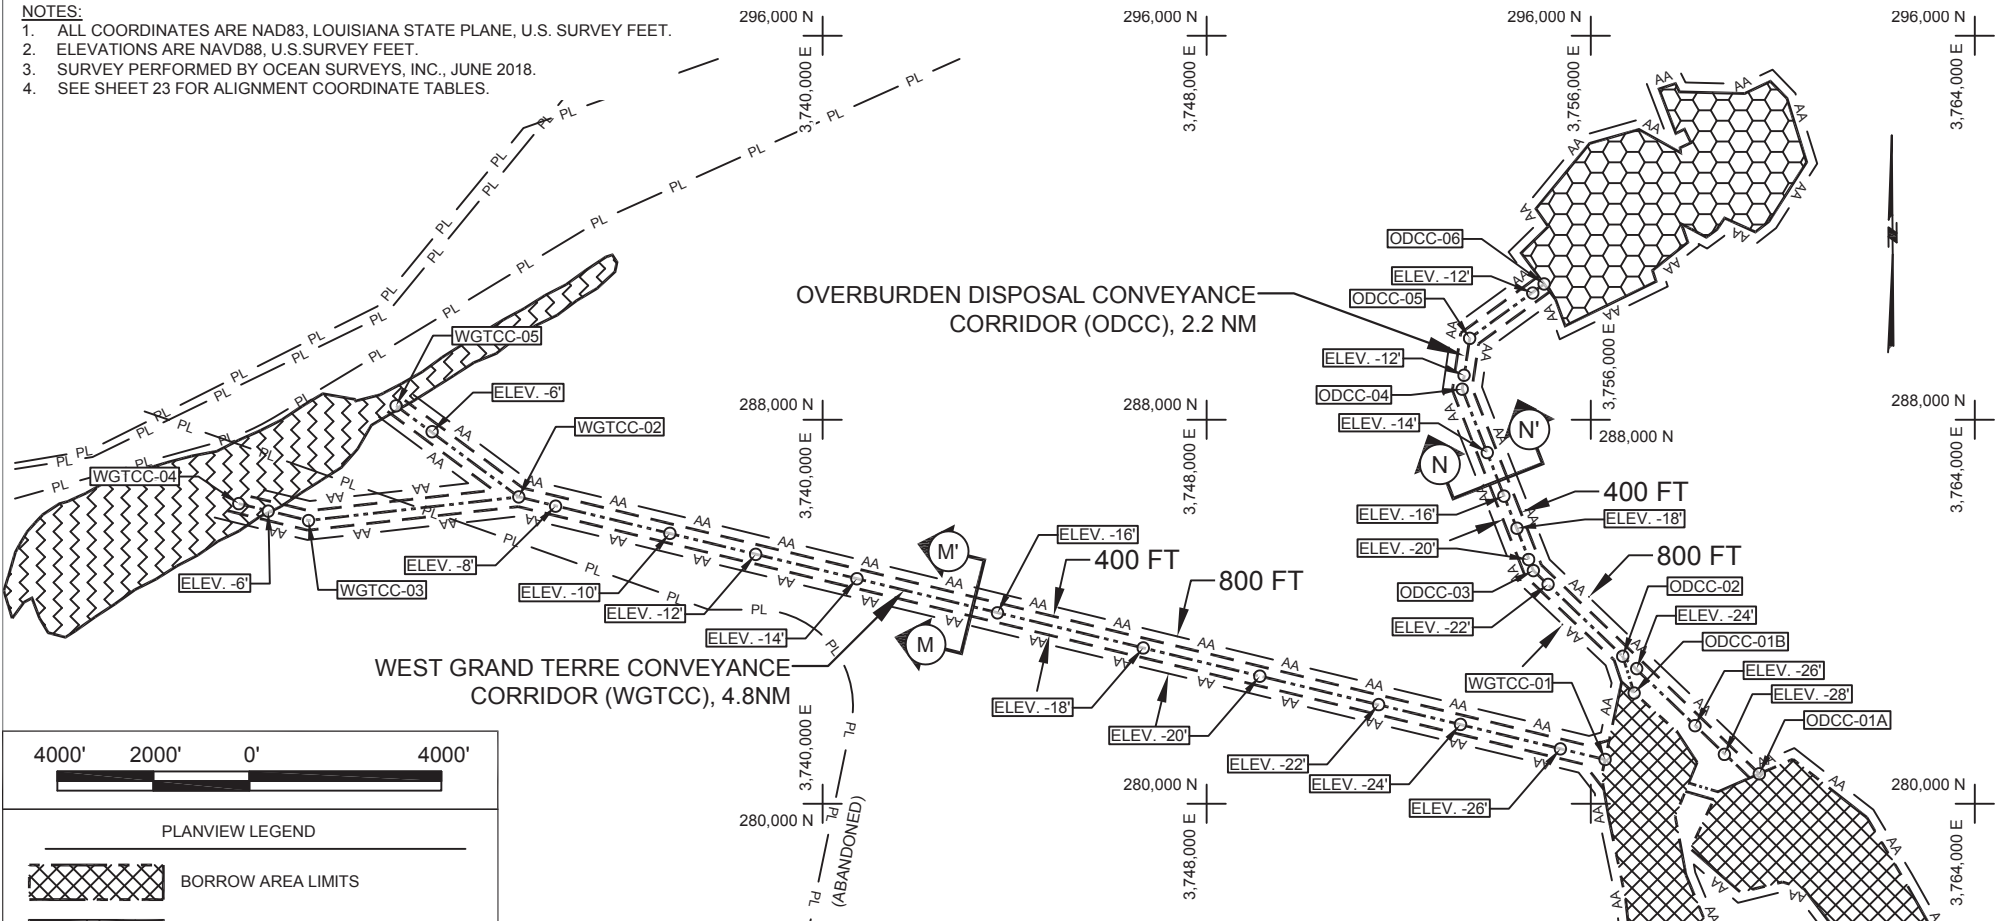 NOTES:
1. ALL COORDINATES ARE NAD83, LOUISIANA STATE PLANE, U.S. SURVEY FEET.
2. ELEVATIONS ARE NAVD88, U.S.SURVEY FEET.
3. SURVEY PERFORMED BY OCEAN SURVEYS, INC., JUNE 2018.
4. SEE SHEET 23 FOR ALIGNMENT COORDINATE TABLES.
296,000 N
296,000 N
296,000 N
296,000 N
3,740,000 E
3,748,000 E
3,756,000 E
3,764,000 E
ODCC-06
ELEV. -12'
ODCC-05
OVERBURDEN DISPOSAL CONVEYANCE
CORRIDOR (ODCC), 2.2 NM
ELEV. -12'
ODCC-04
ELEV. -14'
3,756,000 E
288,000 N
288,000 N
288,000 N
288,000 N
N
N'
WGTCC-05
ELEV. -6'
WGTCC-02
WGTCC-04
3,740,000 E
3,748,000 E
3,764,000 E
400 FT
ELEV. -16'
ELEV. -18'
ELEV. -20'
800 FT
ODCC-03
ODCC-02
ELEV. -22'
ELEV. -24'
ODCC-01B
ELEV. -26'
ELEV. -28'
ODCC-01A
ELEV. -6'
WGTCC-03
ELEV. -8'
ELEV. -10'
ELEV. -12'
ELEV. -14'
M'
M
ELEV. -16'
400 FT
800 FT
WEST GRAND TERRE CONVEYANCE
CORRIDOR (WGTCC), 4.8NM
ELEV. -18'
ELEV. -20'
ELEV. -22'
ELEV. -24'
ELEV. -26'
WGTCC-01
3,740,000 E
280,000 N
280,000 N
280,000 N
3,748,000 E
3,764,000 E
(ABANDONED)
PL
AA
4000' 2000' 0' 4000'
PLANVIEW LEGEND
BORROW AREA LIMITS